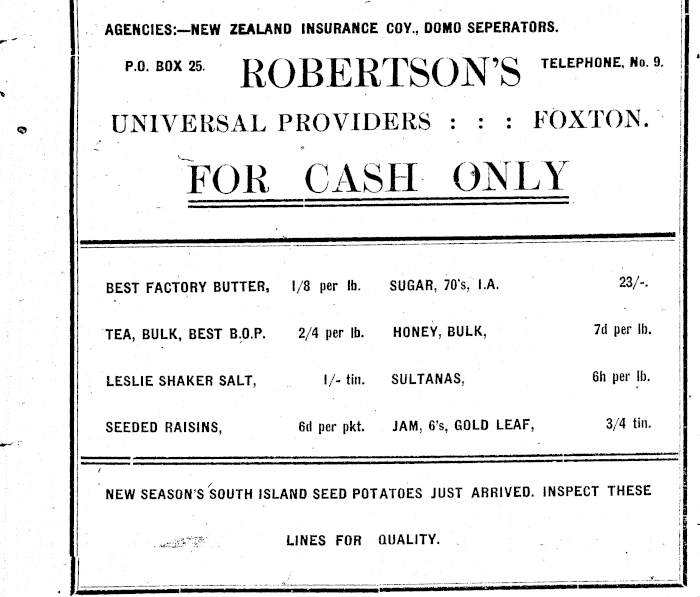 AGENCIES:—NEW ZEALAND INSURANCE COY., DOMO SEPERATORS.
P.O. BOX 25. ROBERTSON'S TELEPHONE, No. 9.
UNIVERSAL PROVIDERS : : : FOXTON.
FOR CASH ONLY
BEST FACTORY BUTTER, 1/8 per lb. SUGAR, 70's, I.A. 23/-.
TEA, BULK, BEST B.O.P. 2/4 per lb. HONEY, BULK, 7d per lb.
LESLIE SHAKER SALT, 1/- tin. SULTANAS, 6h per lb.
SEEDED RAISINS, 6d per pkt. JAM, 6's, GOLD LEAF, 3/4 tin.
NEW SEASON'S SOUTH ISLAND SEED POTATOES JUST ARRIVED. INSPECT THESE
LINES FOR QUALITY.